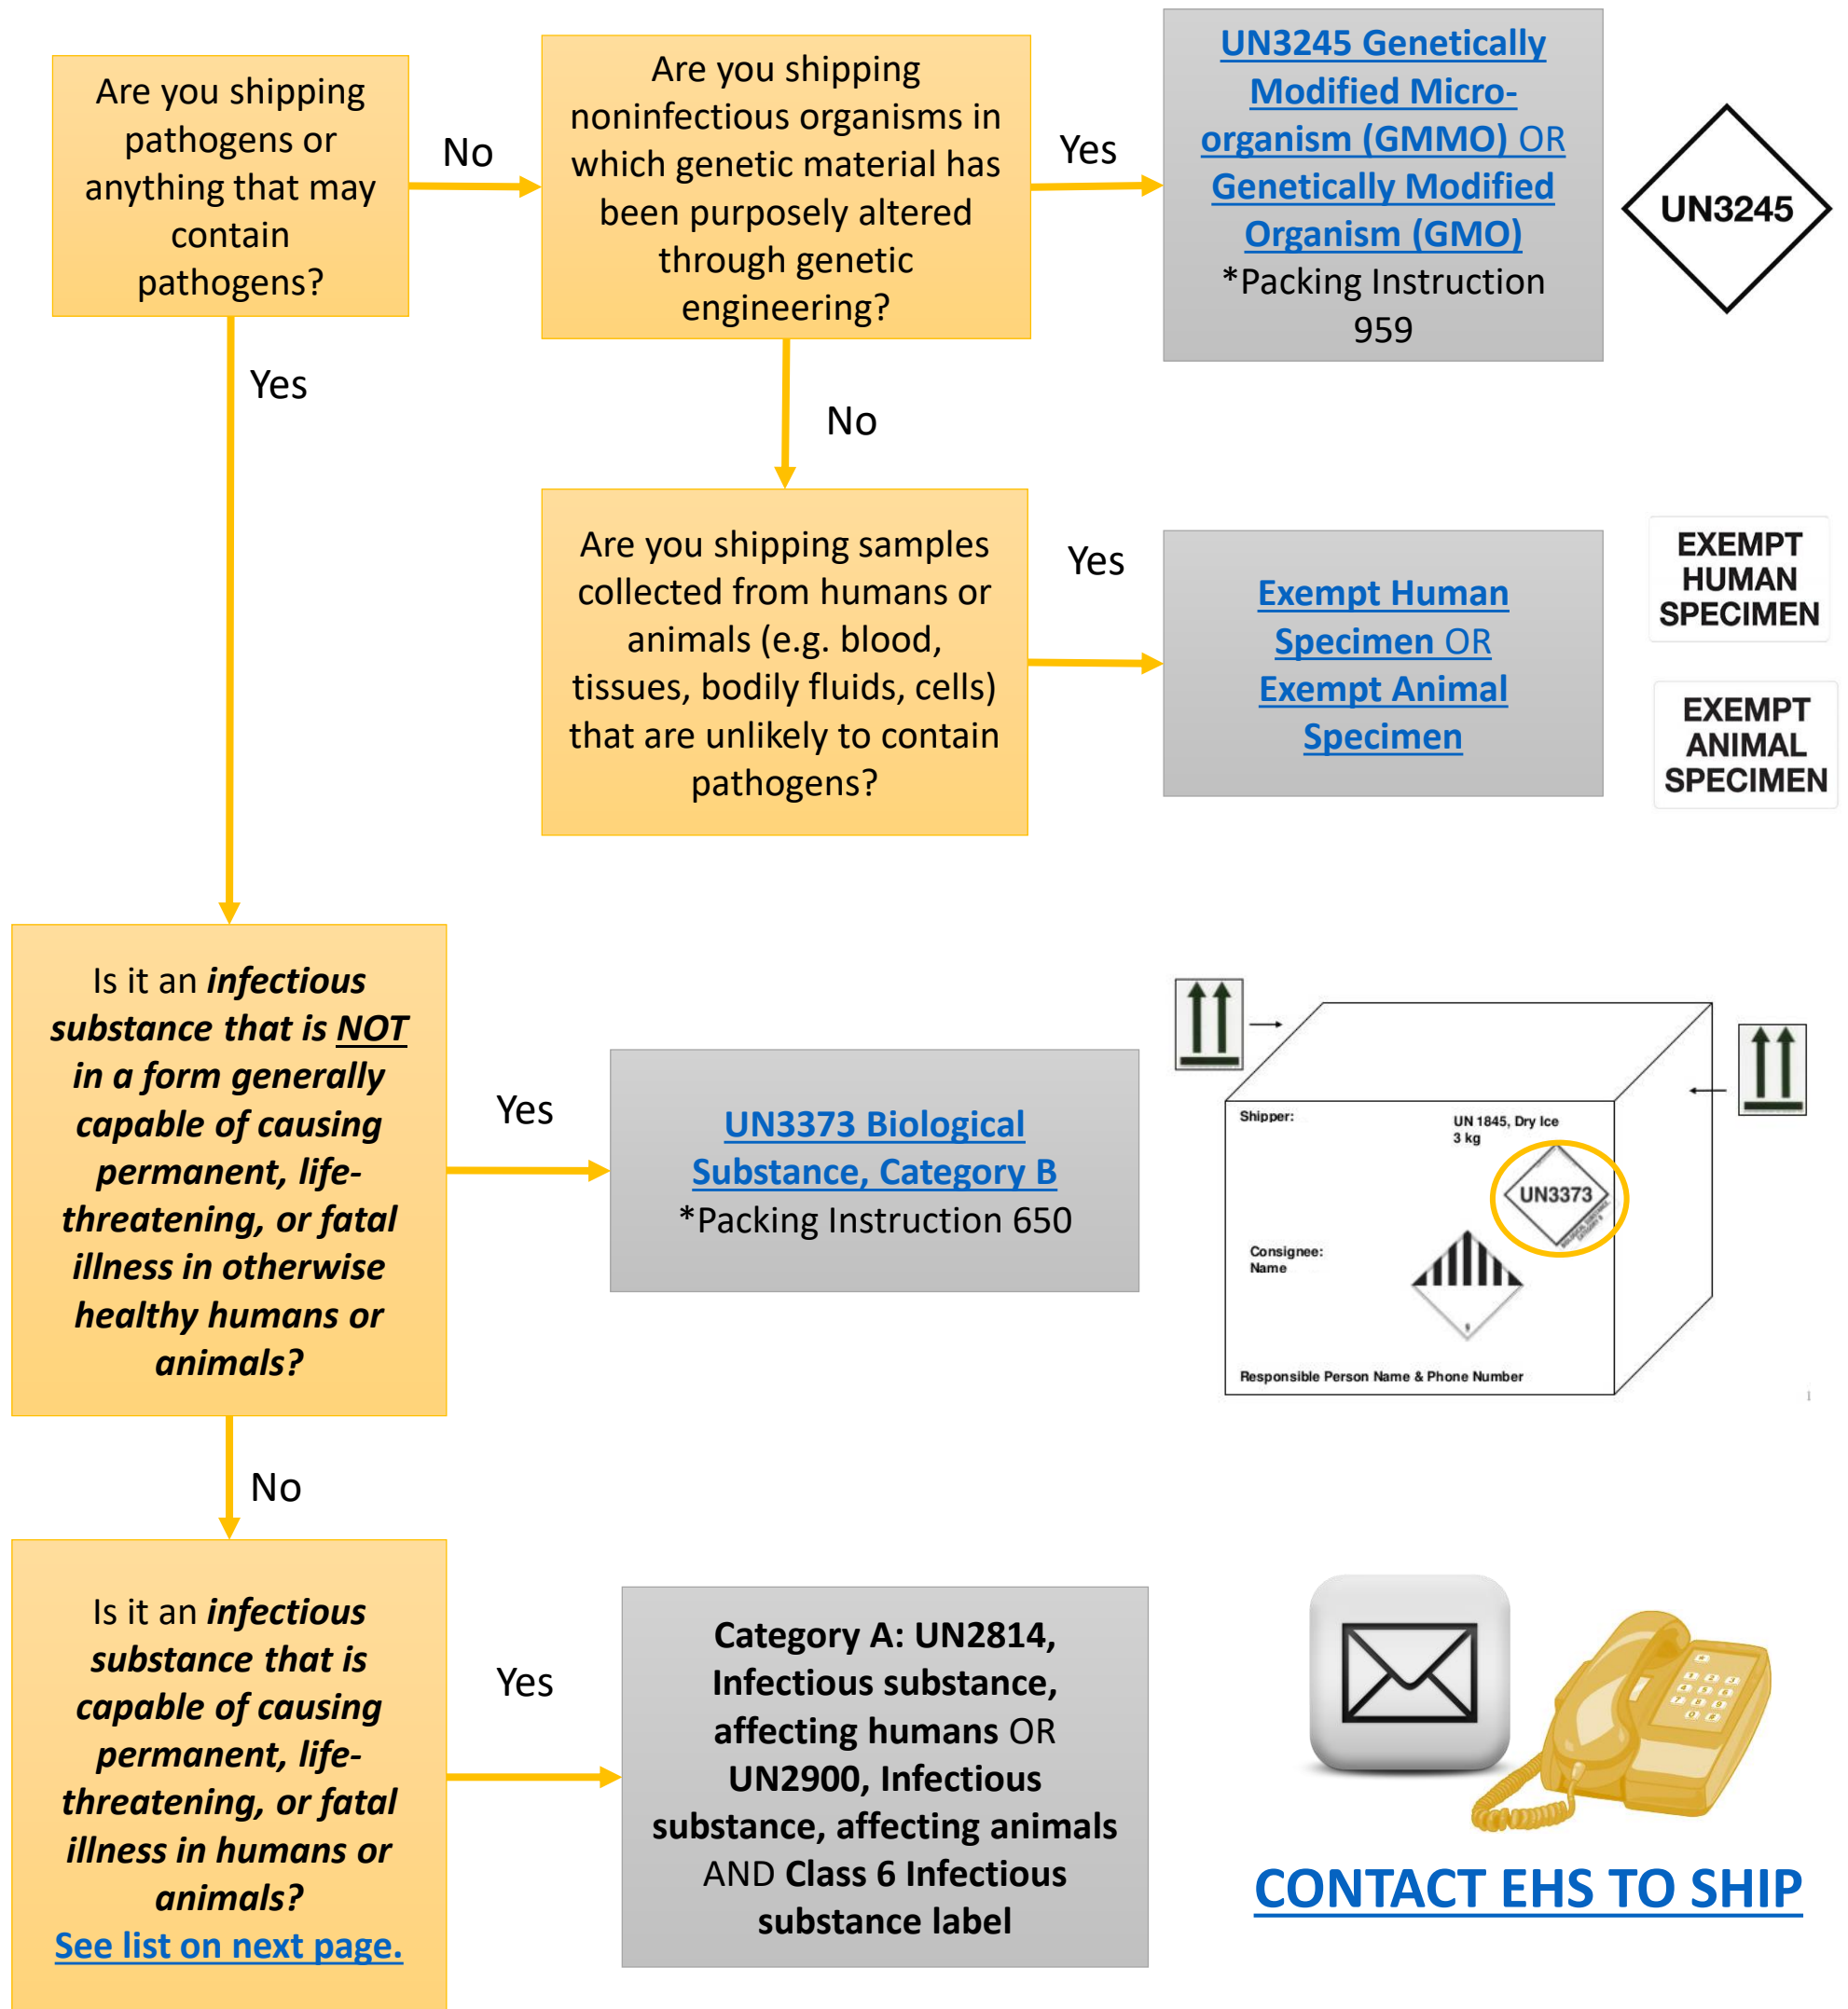 Are you shipping
pathogens or
anything that may
contain
pathogens?
No
Are you shipping
noninfectious organisms in
which genetic material has
been purposely altered
through genetic
engineering?
Yes
UN3245 Genetically
Modified Micro-
organism (GMMO) OR
Genetically Modified
Organism (GMO)
*Packing Instruction
959
UN3245
Yes
No
Are you shipping samples
collected from humans or
animals (e.g. blood,
tissues, bodily fluids, cells)
that are unlikely to contain
pathogens?
Yes
Exempt Human
Specimen OR
Exempt Animal
Specimen
EXEMPT
HUMAN
SPECIMEN
EXEMPT
ANIMAL
SPECIMEN
Is it an infectious
substance that is NOT
in a form generally
capable of causing
permanent, life-
threatening, or fatal
illness in otherwise
healthy humans or
animals?
Yes
UN3373 Biological
Substance, Category B
*Packing Instruction 650
Shipper:
UN 1845, Dry Ice
3 kg
UN3373
BIOLOGICAL SUBSTANCE
CATEGORY B
Consignee:
Name
9
Responsible Person Name & Phone Number
1
No
Is it an infectious
substance that is
capable of causing
permanent, life-
threatening, or fatal
illness in humans or
animals?
See list on next page.
Yes
Category A: UN2814,
Infectious substance,
affecting humans OR
UN2900, Infectious
substance, affecting animals
AND Class 6 Infectious
substance label
CONTACT EHS TO SHIP